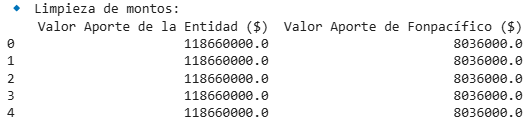 🔹 Limpieza de montos:
   Valor Aporte de la Entidad ($)  Valor Aporte de Fonpacífico ($)
0                     118660000.0                        8036000.0
1                     118660000.0                        8036000.0
2                     118660000.0                        8036000.0
3                     118660000.0                        8036000.0
4                     118660000.0                        8036000.0